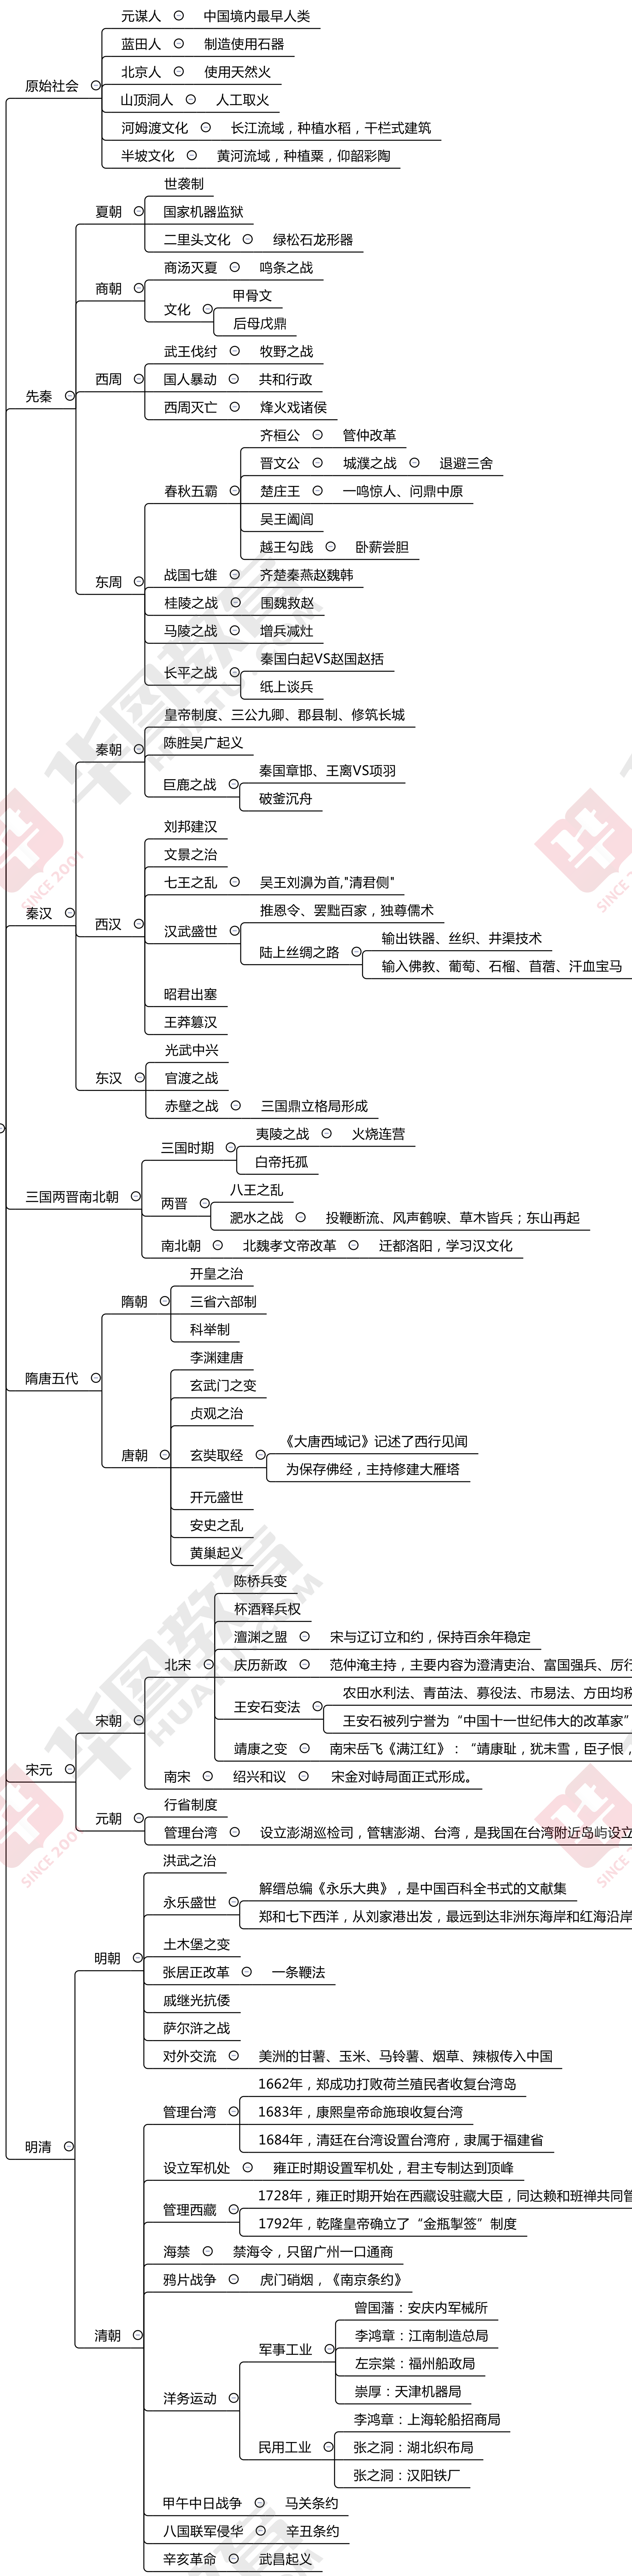 原始社会
元谋人 中国境内最早人类
蓝田人 制造使用石器
北京人 使用天然火
山顶洞人 人工取火
河姆渡文化 长江流域，种植水稻，干栏式建筑
半坡文化 黄河流域，种植粟，仰韶彩陶
先秦
夏朝
世袭制
国家机器监狱
二里头文化 绿松石龙形器
商朝
商汤灭夏 鸣条之战
文化
甲骨文
后母戊鼎
西周
武王伐纣 牧野之战
国人暴动 共和行政
西周灭亡 烽火戏诸侯
东周
春秋五霸
齐桓公 管仲改革
晋文公 城濮之战 退避三舍
楚庄王 一鸣惊人、问鼎中原
吴王阖闾
越王勾践 卧薪尝胆
战国七雄 齐楚秦燕赵魏韩
桂陵之战 围魏救赵
马陵之战 增兵减灶
长平之战
秦国白起VS赵国赵括
纸上谈兵
秦汉
秦朝
皇帝制度、三公九卿、郡县制、修筑长城
陈胜吴广起义
巨鹿之战
秦国章邯、王离VS项羽
破釜沉舟
西汉
刘邦建汉
文景之治
七王之乱 吴王刘濞为首,"清君侧"
汉武盛世
推恩令、罢黜百家，独尊儒术
陆上丝绸之路
输出铁器、丝织、井渠技术
输入佛教、葡萄、石榴、苜蓿、汗血宝马
昭君出塞
王莽篡汉
东汉
光武中兴
官渡之战
赤壁之战 三国鼎立格局形成
三国两晋南北朝
三国时期
夷陵之战 火烧连营
白帝托孤
两晋
八王之乱
淝水之战 投鞭断流、风声鹤唳、草木皆兵；东山再起
南北朝 北魏孝文帝改革 迁都洛阳，学习汉文化
隋唐五代
隋朝
开皇之治
三省六部制
科举制
唐朝
李渊建唐
玄武门之变
贞观之治
玄奘取经
《大唐西域记》记述了西行见闻
为保存佛经，主持修建大雁塔
开元盛世
安史之乱
黄巢起义
宋元
宋朝
北宋
陈桥兵变
杯酒释兵权
澶渊之盟 宋与辽订立和约，保持百余年稳定
庆历新政 范仲淹主持，主要内容为澄清吏治、富国强兵、厉行
王安石变法
农田水利法、青苗法、募役法、市易法、方田均税
王安石被列宁誉为“中国十一世纪伟大的改革家”
靖康之变 南宋岳飞《满江红》：“靖康耻，犹未雪，臣子恨，
南宋 绍兴和议 宋金对峙局面正式形成。
元朝
行省制度
管理台湾 设立澎湖巡检司，管辖澎湖、台湾，是我国在台湾附近岛屿设立
明清
明朝
洪武之治
永乐盛世
解缙总编《永乐大典》，是中国百科全书式的文献集
郑和七下西洋，从刘家港出发，最远到达非洲东海岸和红海沿岸
土木堡之变
张居正改革 一条鞭法
戚继光抗倭
萨尔浒之战
对外交流 美洲的甘薯、玉米、马铃薯、烟草、辣椒传入中国
清朝
管理台湾
1662年，郑成功打败荷兰殖民者收复台湾岛
1683年，康熙皇帝命施琅收复台湾
1684年，清廷在台湾设置台湾府，隶属于福建省
设立军机处 雍正时期设置军机处，君主专制达到顶峰
管理西藏
1728年，雍正时期开始在西藏设驻藏大臣，同达赖和班禅共同管
1792年，乾隆皇帝确立了“金瓶掣签”制度
海禁 禁海令，只留广州一口通商
鸦片战争 虎门硝烟，《南京条约》
洋务运动
军事工业
曾国藩：安庆内军械所
李鸿章：江南制造总局
左宗棠：福州船政局
崇厚：天津机器局
民用工业
李鸿章：上海轮船招商局
张之洞：湖北织布局
张之洞：汉阳铁厂
甲午中日战争 马关条约
八国联军侵华 辛丑条约
辛亥革命 武昌起义
华图教育
HUATU.COM
SINCE 2001